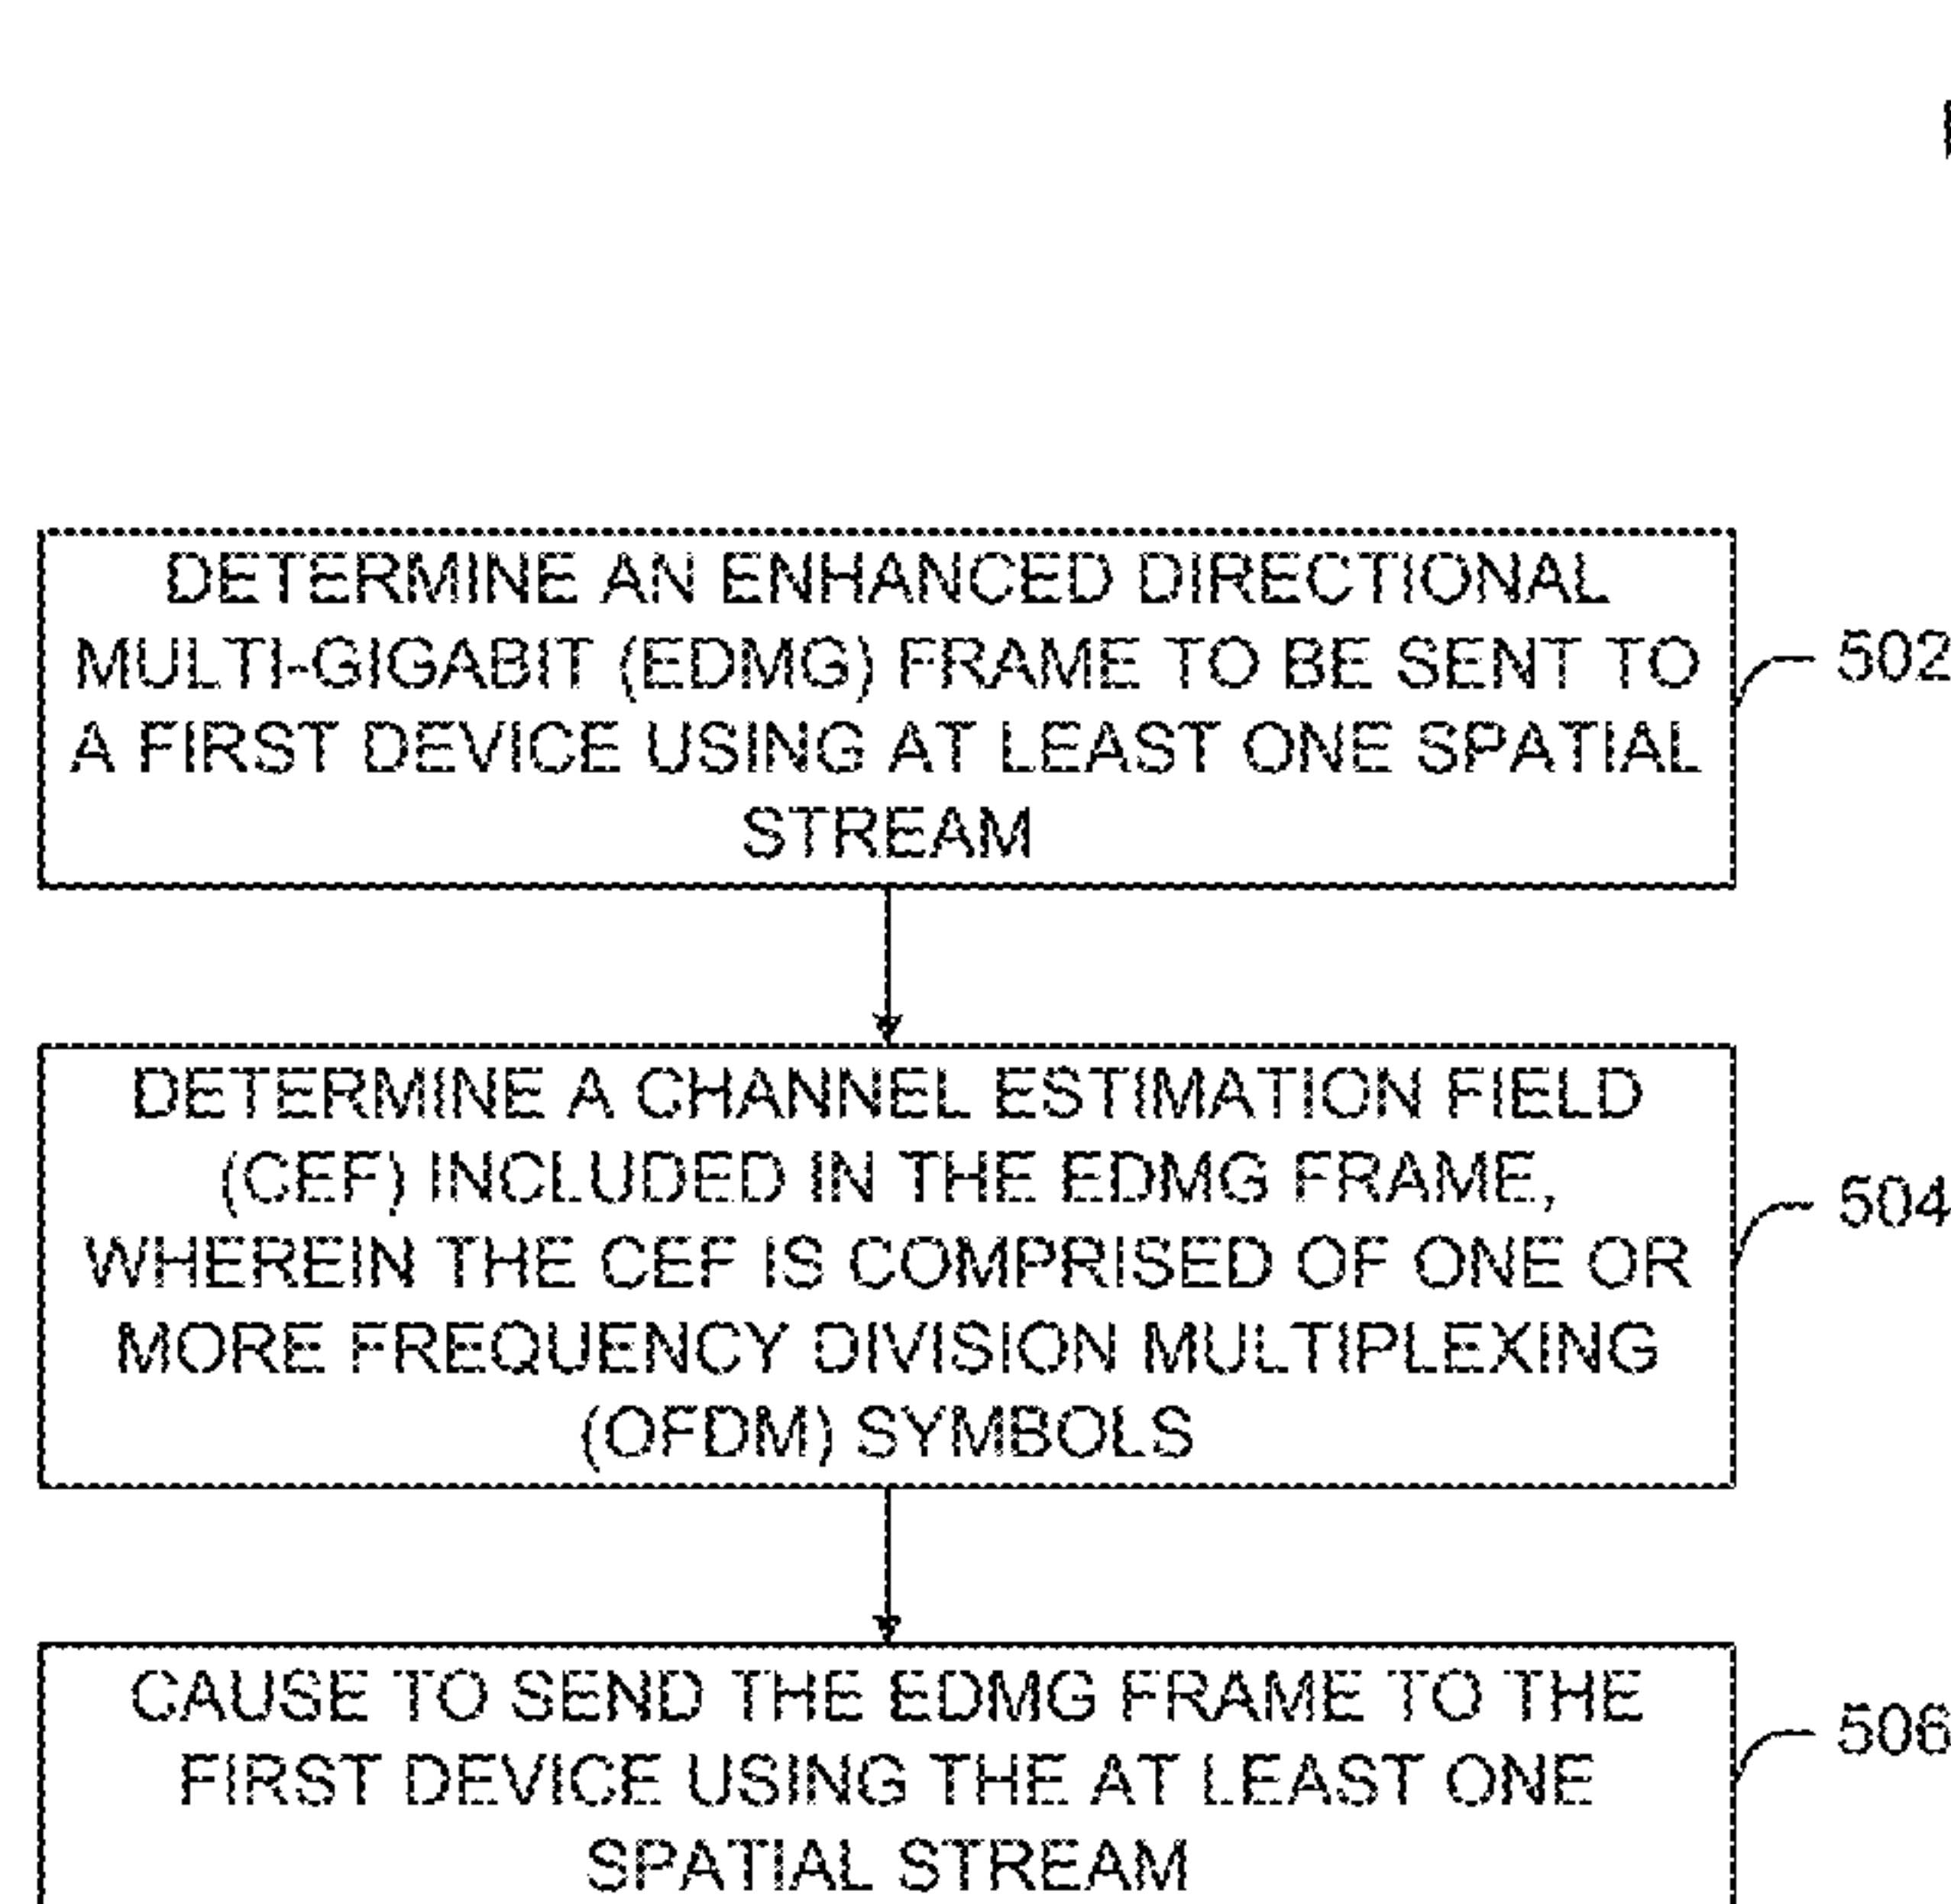 DETERMINE AN ENHANCED DIRECTIONAL
MULTI-GIGABIT (EDMG) FRAME TO BE SENT TO
A FIRST DEVICE USING AT LEAST ONE SPATIAL
STREAM
502
DETERMINE A CHANNEL ESTIMATION FIELD
(CEF) INCLUDED IN THE EDMG FRAME,
WHEREIN THE CEF IS COMPRISED OF ONE OR
MORE FREQUENCY DIVISION MULTIPLEXING
(OFDM) SYMBOLS
504
CAUSE TO SEND THE EDMG FRAME TO THE
FIRST DEVICE USING THE AT LEAST ONE
SPATIAL STREAM
506